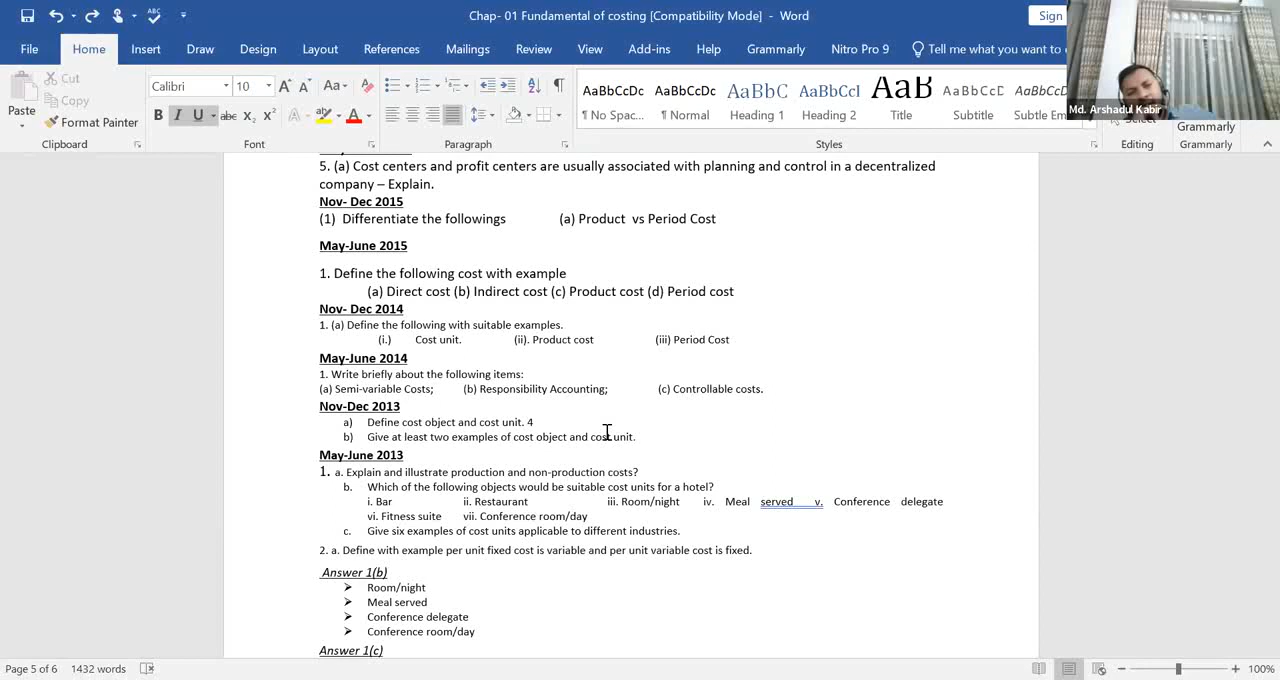 Chap- 01 Fundamental of costing [Compatibility Mode] - Word
Sign
File Home Insert Draw Design Layout References Mailings Review View Add-ins Help Grammarly Nitro Pro 9 Tell me what you want to
Md. Arshadul Kabir
Paste
Cut
Copy
Format Painter
Calibri 10
AaBbCcDc AaBbCcDc AaBbC AaBbCcI AaB AaBbCcD AaBbCcDt
¶ No Spac... ¶ Normal Heading 1 Heading 2 Title Subtitle Subtle Em
Select
Grammarly
Clipboard Font Paragraph Styles Editing Grammarly
5. (a) Cost centers and profit centers are usually associated with planning and control in a decentralized
company – Explain.
Nov- Dec 2015
(1) Differentiate the followings (a) Product vs Period Cost
May-June 2015
1. Define the following cost with example
(a) Direct cost (b) Indirect cost (c) Product cost (d) Period cost
Nov- Dec 2014
1. (a) Define the following with suitable examples.
(i.) Cost unit. (ii). Product cost (iii) Period Cost
May-June 2014
1. Write briefly about the following items:
(a) Semi-variable Costs; (b) Responsibility Accounting; (c) Controllable costs.
Nov-Dec 2013
a) Define cost object and cost unit. 4
b) Give at least two examples of cost object and cost unit.
May-June 2013
1. a. Explain and illustrate production and non-production costs?
b. Which of the following objects would be suitable cost units for a hotel?
i. Bar ii. Restaurant iii. Room/night iv. Meal served v. Conference delegate
vi. Fitness suite vii. Conference room/day
c. Give six examples of cost units applicable to different industries.
2. a. Define with example per unit fixed cost is variable and per unit variable cost is fixed.
Answer 1(b)
➢ Room/night
➢ Meal served
➢ Conference delegate
➢ Conference room/day
Answer 1(c)
Page 5 of 6 1432 words 100%